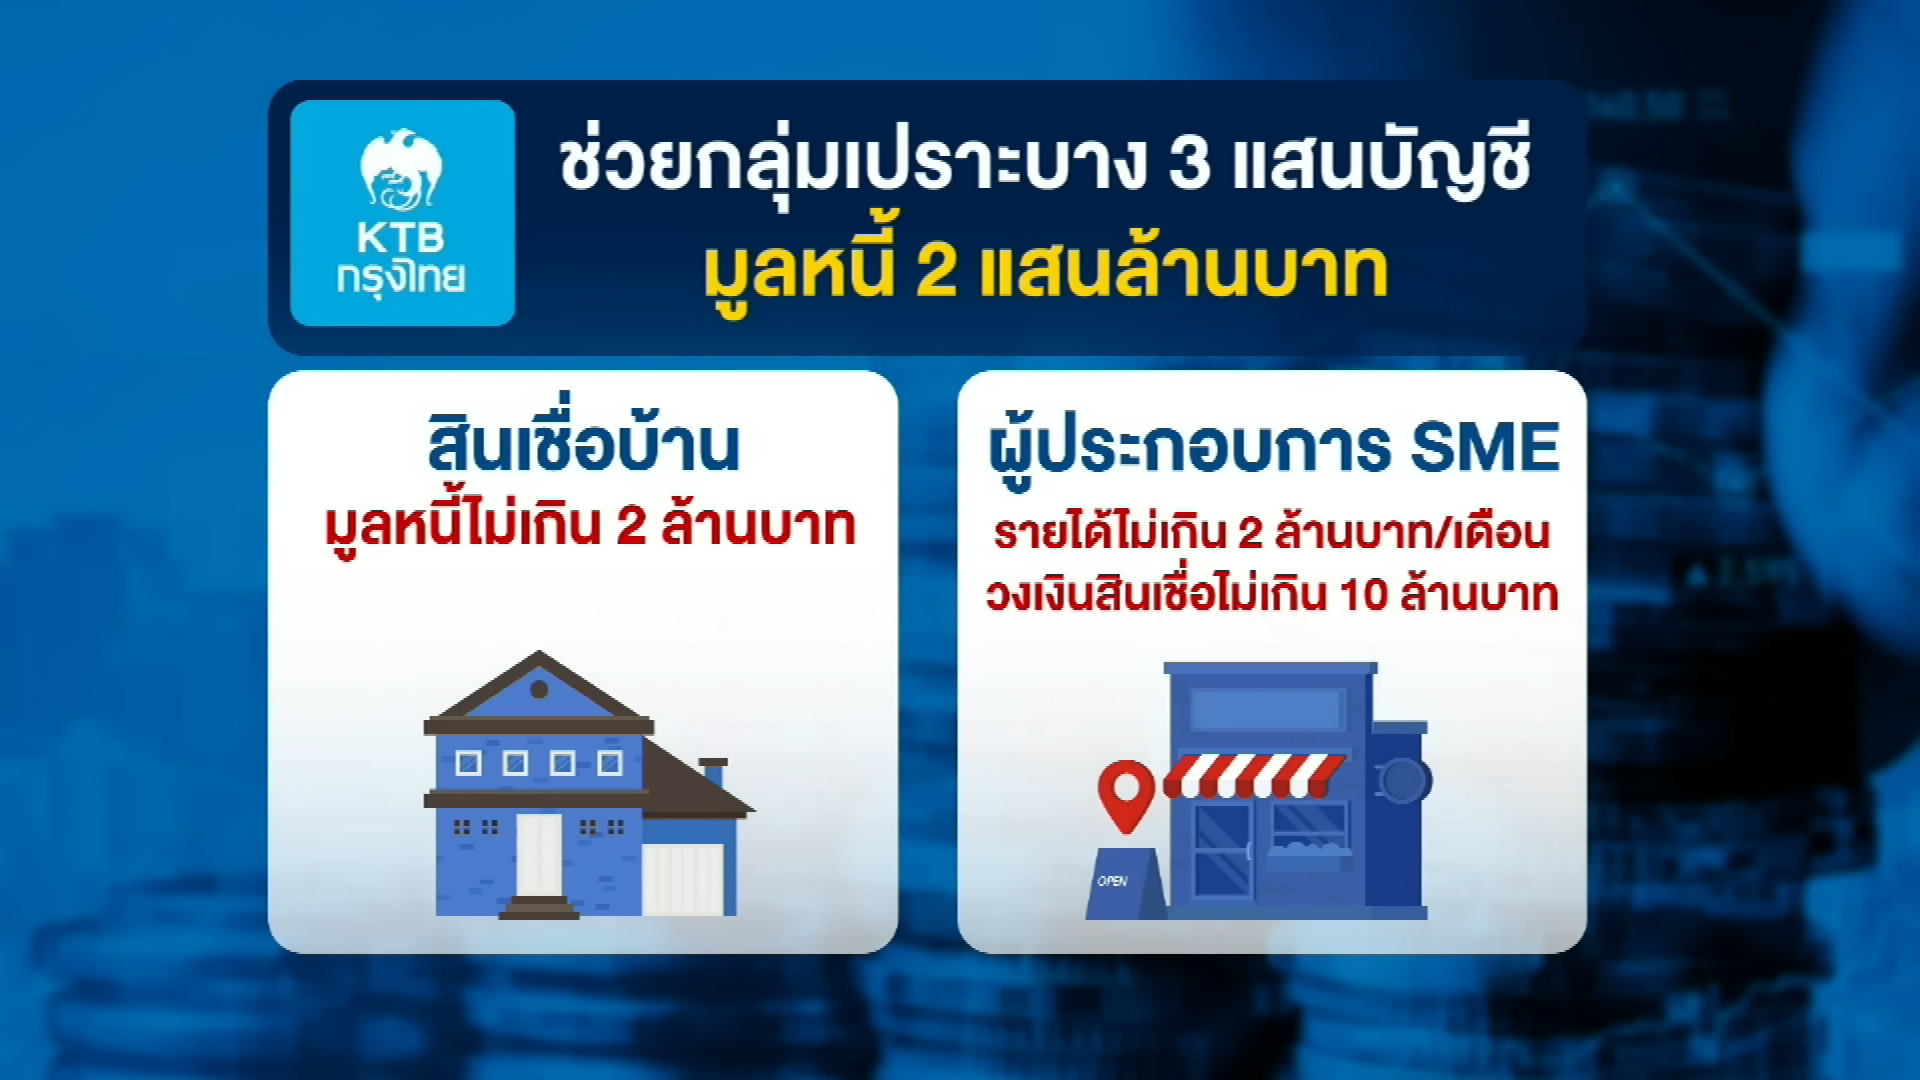 KTB
กรุงไทย
ช่วยกลุ่มเปราะบาง 3 แสนบัญชี
มูลหนี้ 2 แสนล้านบาท
สินเชื่อบ้าน
มูลหนี้ไม่เกิน 2 ล้านบาท
ผู้ประกอบการ SME
รายได้ไม่เกิน 2 ล้านบาท/เดือน
วงเงินสินเชื่อไม่เกิน 10 ล้านบาท
OPEN